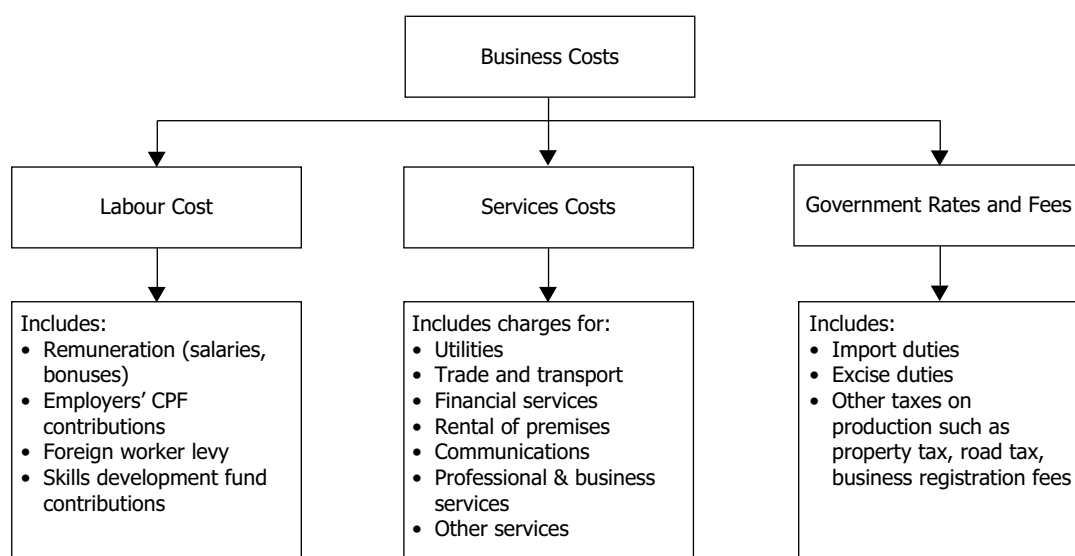 Business Costs
Labour Cost
Services Costs
Government Rates and Fees
Includes:
• Remuneration (salaries,
bonuses)
• Employers’ CPF
contributions
• Foreign worker levy
• Skills development fund
contributions
Includes charges for:
• Utilities
• Trade and transport
• Financial services
• Rental of premises
• Communications
• Professional & business
services
• Other services
Includes:
• Import duties
• Excise duties
• Other taxes on
production such as
property tax, road tax,
business registration fees